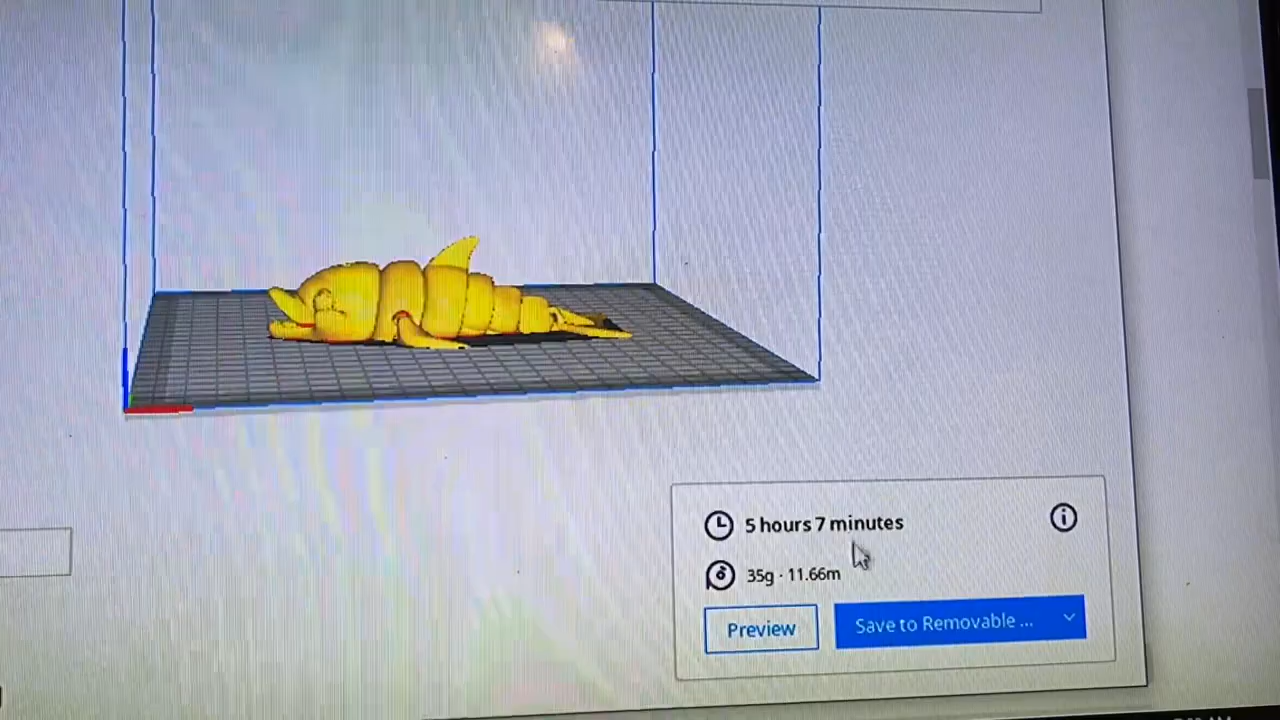 5 hours 7 minutes
35g · 11.66m
Preview
Save to Removable ...